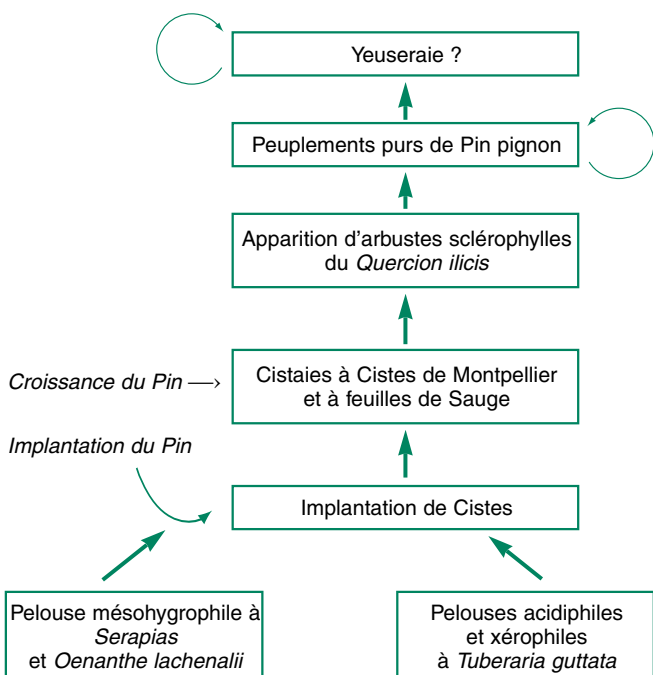 Yeuseraie ?
Peuplements purs de Pin pignon
Apparition d'arbustes sclérophylles
du Quercion ilicis
Croissance du Pin
Cistaies à Cistes de Montpellier
et à feuilles de Sauge
Implantation du Pin
Implantation de Cistes
Pelouse mésohygrophile à
Serapias
et Oenanthe lachenalii
Pelouses acidiphiles
et xérophiles
à Tuberaria guttata